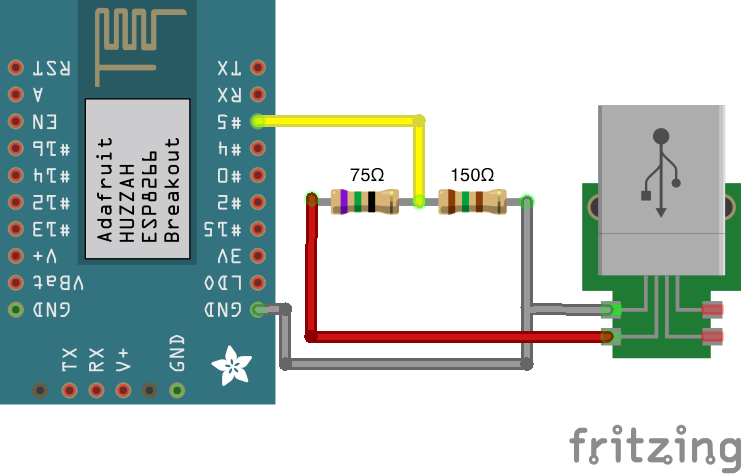 RST
A
EN
#16
#14
#12
#13
V+
VBat
GND
Adafruit
HUZZAH
ESP8266
Breakout
TX
RX
#5
#4
#0
#2
#15
3V
LDO
GND
TX
RX
V+
GND
75Ω
150Ω
fritzing